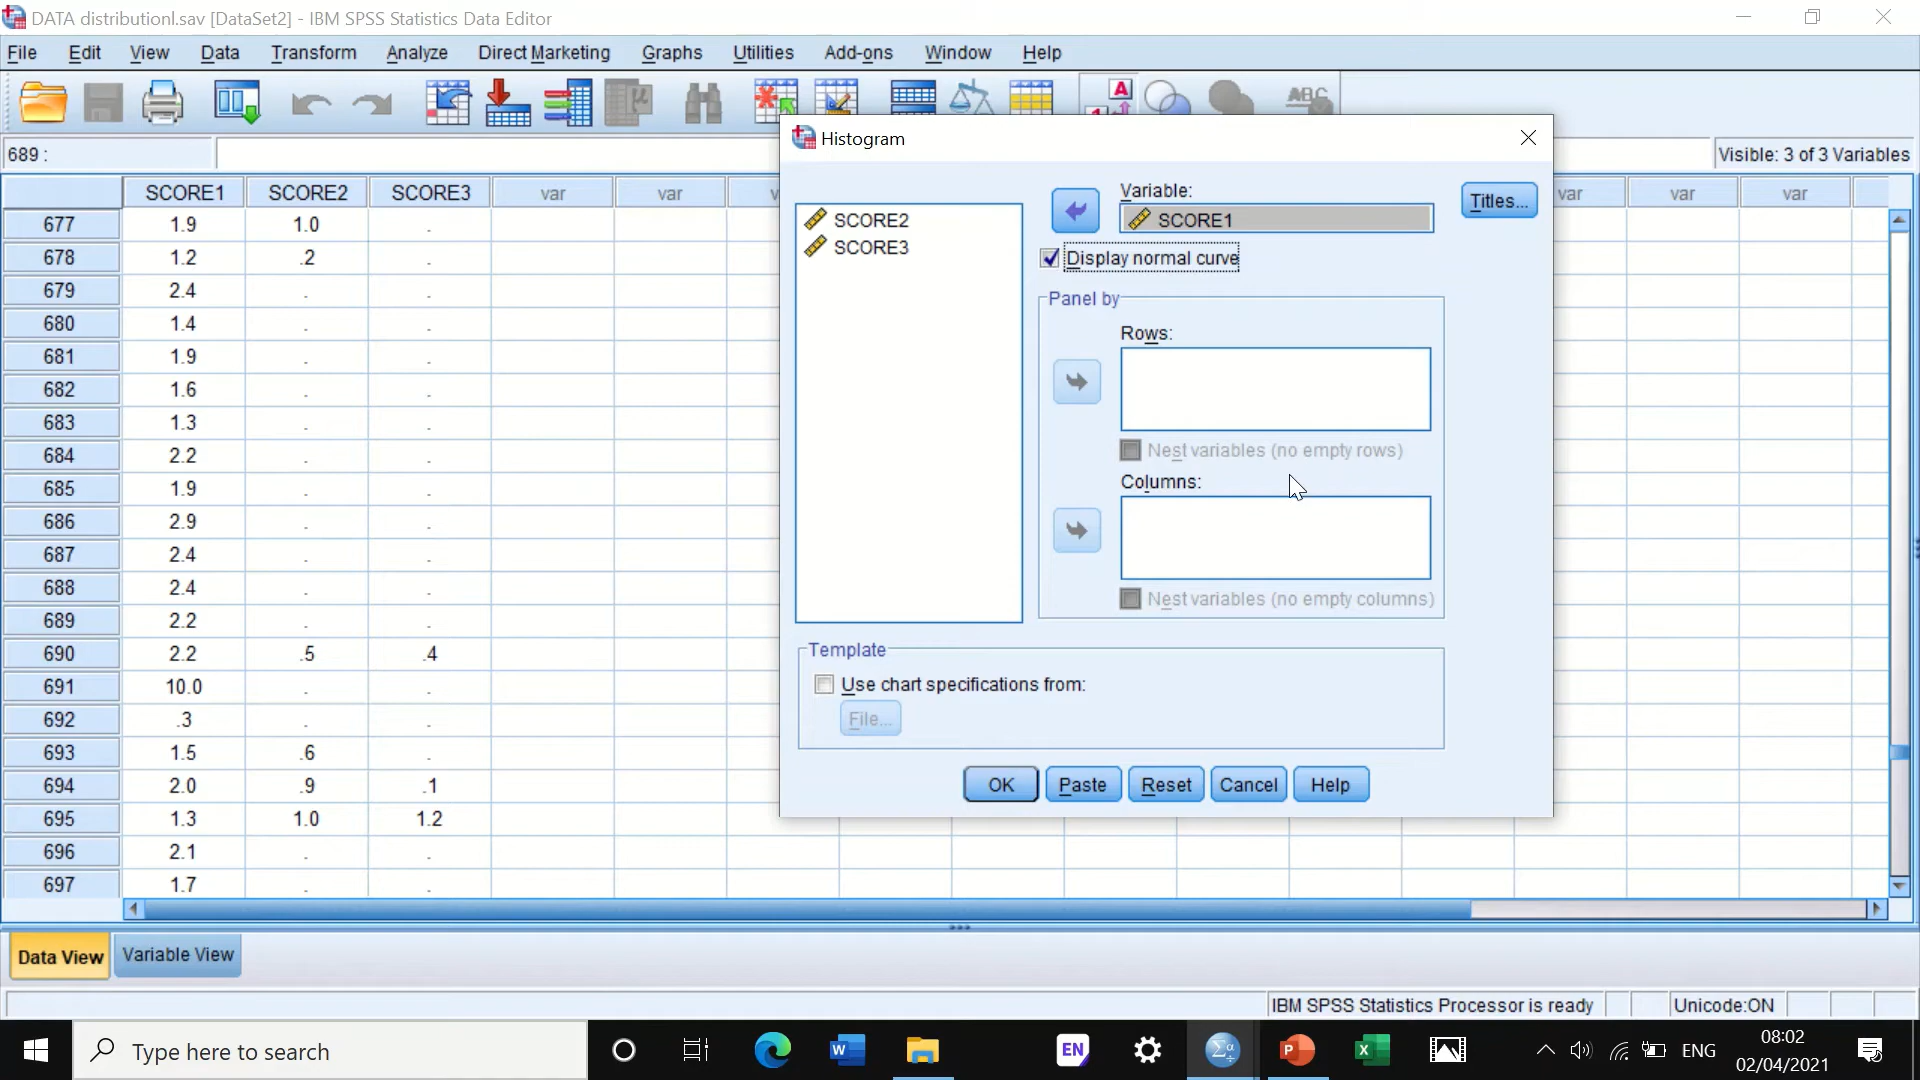 DATA distributionl.sav [DataSet2] - IBM SPSS Statistics Data Editor
File Edit View Data Transform Analyze Direct Marketing Graphs Utilities Add-ons Window Help
A
1
ABC
689 :
Visible: 3 of 3 Variables
SCORE1 SCORE2 SCORE3 var var var var var
677 1.9 1.0 .
678 1.2 .2 .
679 2.4 . .
680 1.4 . .
681 1.9 . .
682 1.6 . .
683 1.3 . .
684 2.2 . .
685 1.9 . .
686 2.9 . .
687 2.4 . .
688 2.4 . .
689 2.2 . .
690 2.2 .5 .4
691 10.0 . .
692 .3 . .
693 1.5 .6 .
694 2.0 .9 .1
695 1.3 1.0 1.2
696 2.1 . .
697 1.7 . .
Histogram
SCORE2
SCORE3
Variable:
SCORE1
Titles...
Display normal curve
Panel by
Rows:
Nest variables (no empty rows)
Columns:
Nest variables (no empty columns)
Template
Use chart specifications from:
File...
OK Paste Reset Cancel Help
Data View Variable View
IBM SPSS Statistics Processor is ready Unicode:ON
Type here to search
EN
ENG
08:02
02/04/2021